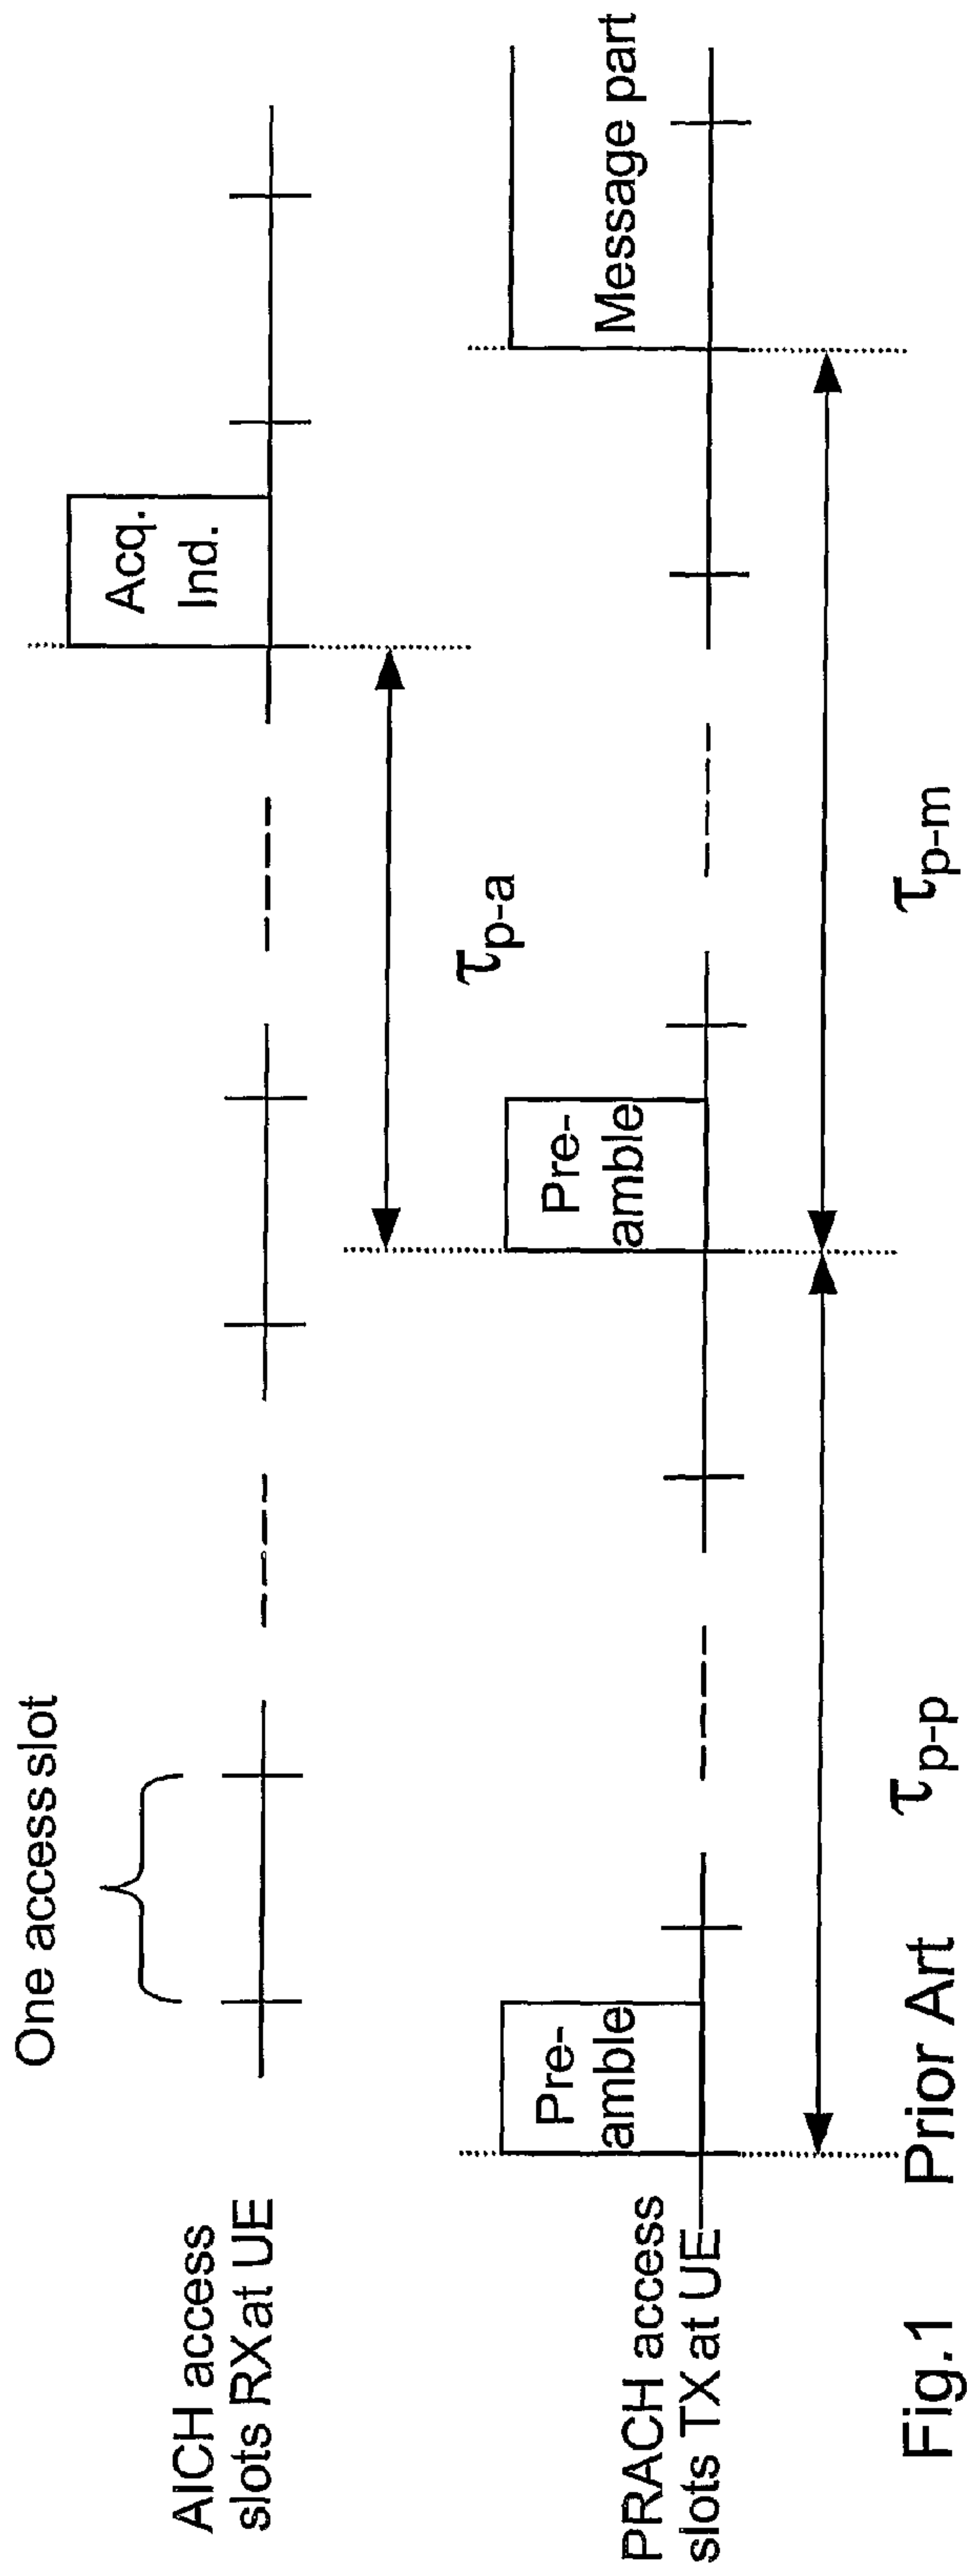 One access slot
AICH access
slots RX at UE
Acq.
Ind.
τp-a
PRACH access
slots TX at UE
Pre-
amble
Pre-
amble
Message part
τp-p
τp-m
Fig.1 Prior Art